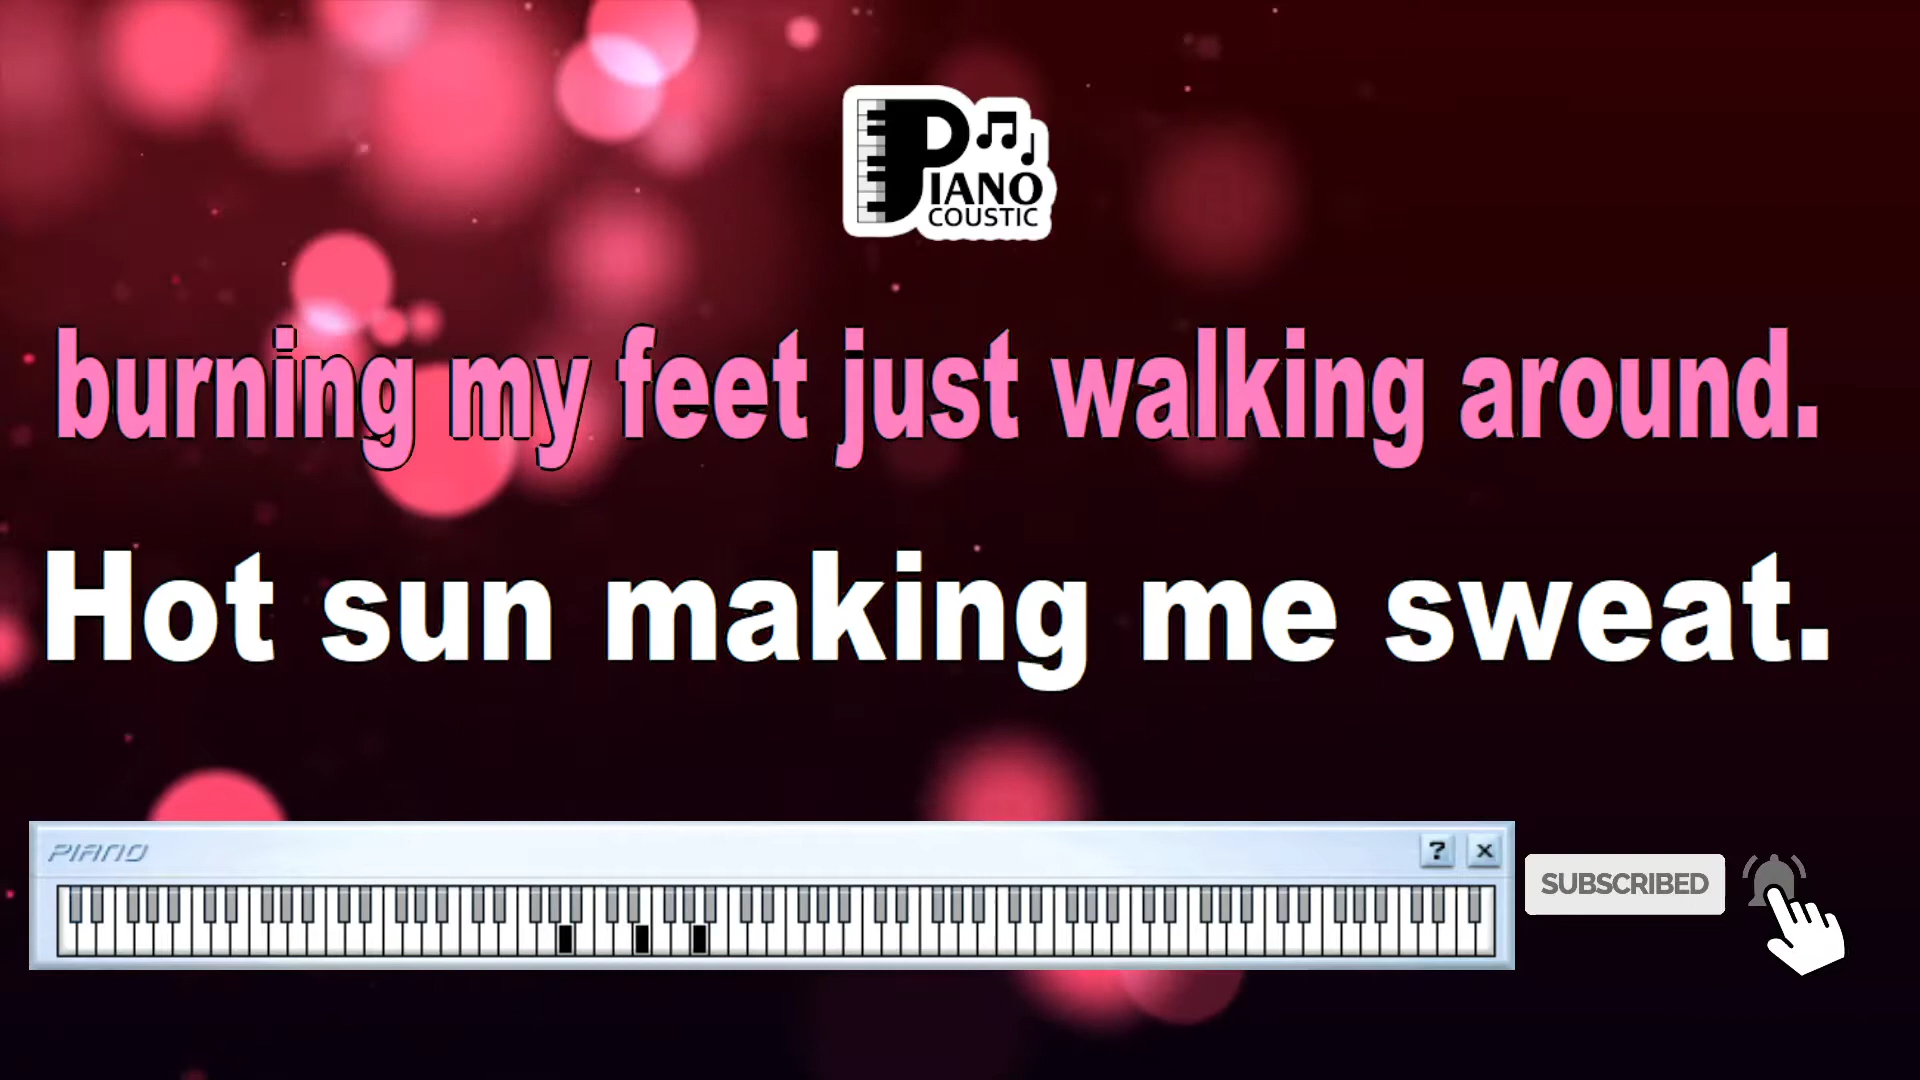 PIANO
COUSTIC
burning my feet just walking around.
Hot sun making me sweat.
PIANO
? x
SUBSCRIBED